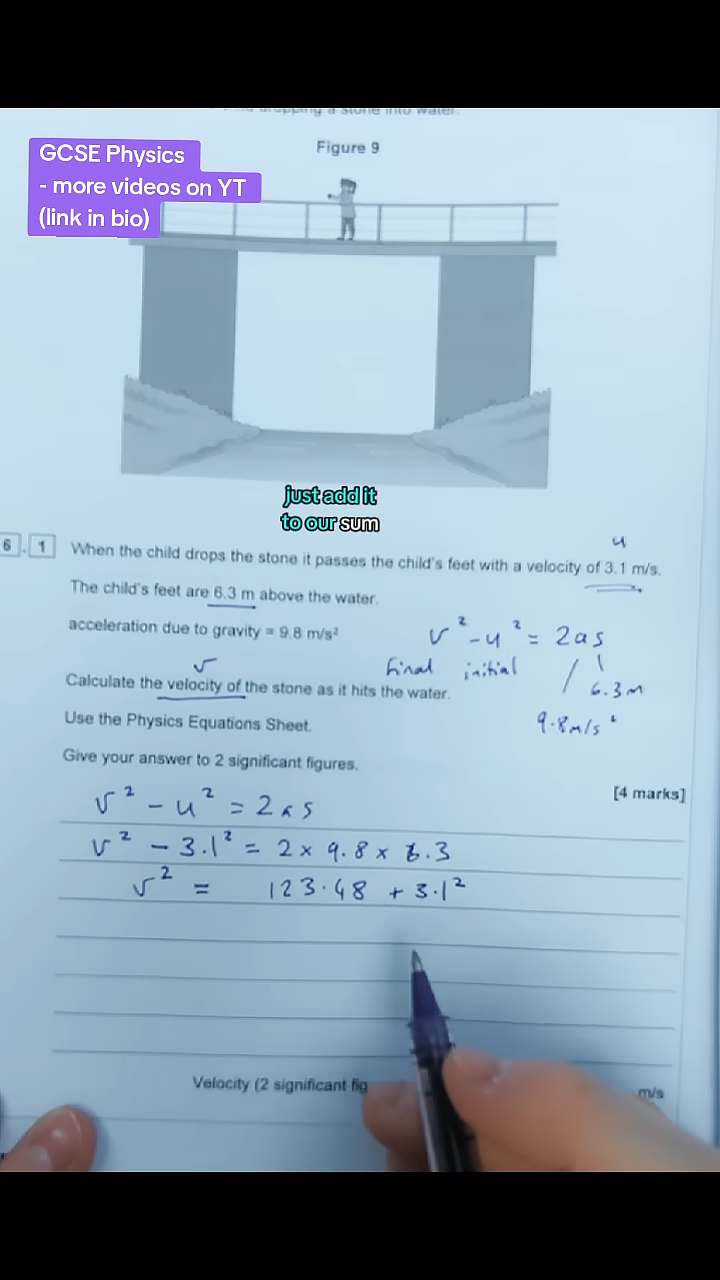 dropping a stone into water.
Figure 9
GCSE Physics
- more videos on YT
(link in bio)
just add it
to our sum
u
6 . 1 When the child drops the stone it passes the child's feet with a velocity of 3.1 m/s.
The child's feet are 6.3 m above the water.
acceleration due to gravity = 9.8 m/s²
v² - u² = 2as
final initial
6.3m
9.8m/s²
v
Calculate the velocity of the stone as it hits the water.
Use the Physics Equations Sheet.
Give your answer to 2 significant figures.
[4 marks]
v² - u² = 2as
v² - 3.1² = 2 x 9.8 x 6.3
v² = 123.48 + 3.1²
Velocity (2 significant fig
m/s